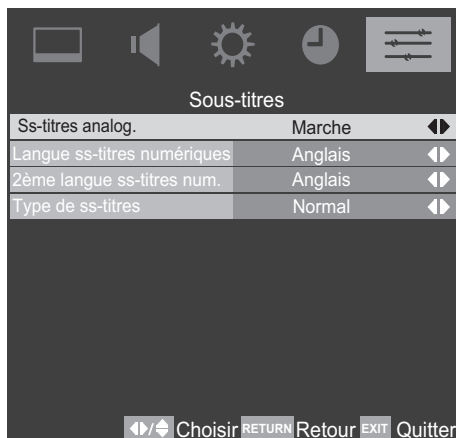 Sous-titres
Ss-titres analog. Marche
Langue ss-titres numériques Anglais
2ème langue ss-titres num. Anglais
Type de ss-titres Normal
/ Choisir RETURN Retour EXIT Quitter